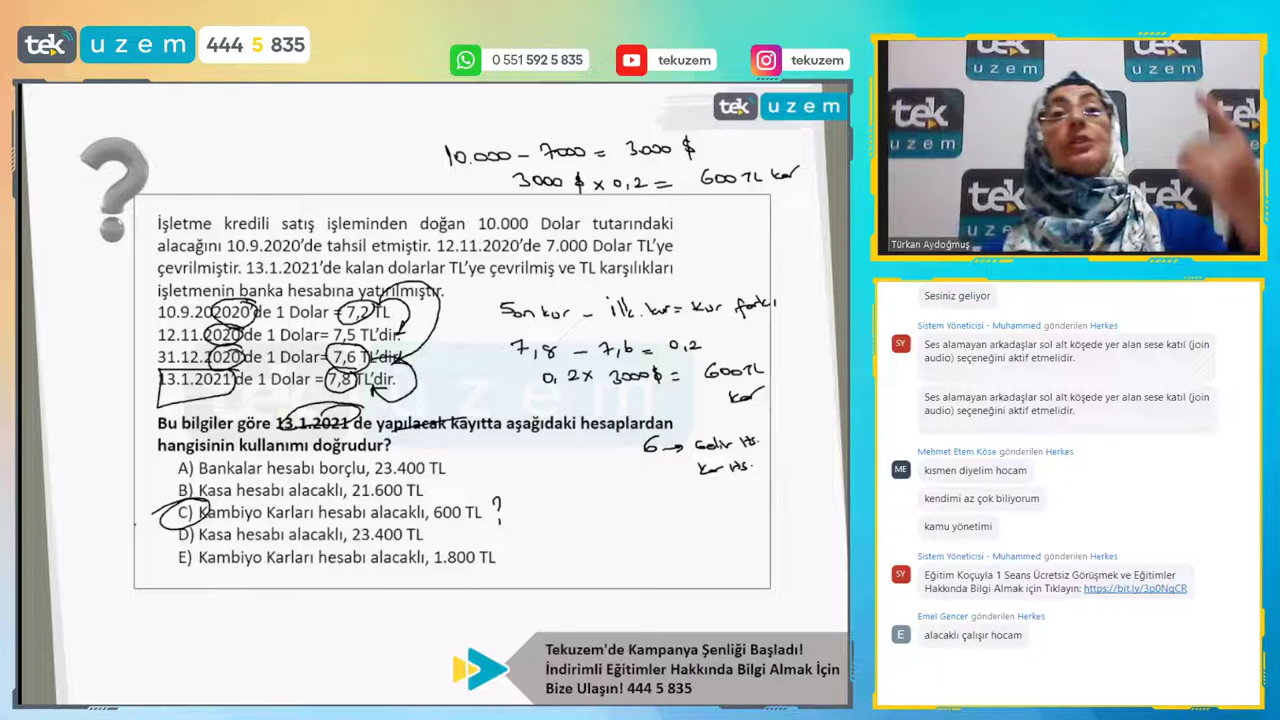 tek uzem 444 5 835
0 551 592 5 835
tekuzem
tekuzem
tek uzem
10.000 - 7000 = 3000 $
3000 $ x 0,2 = 600 TL kar
İşletme kredili satış işleminden doğan 10.000 Dolar tutarındaki
alacağını 10.9.2020’de tahsil etmiştir. 12.11.2020’de 7.000 Dolar TL’ye
çevrilmiştir. 13.1.2021’de kalan dolarlar TL’ye çevrilmiş ve TL karşılıkları
işletmenin banka hesabına yatırılmıştır.
10.9.2020’de 1 Dolar = 7,2 TL
12.11.2020’de 1 Dolar= 7,5 TL’dir.
31.12.2020’de 1 Dolar= 7,6 TL’dir.
13.1.2021’de 1 Dolar = 7,8 TL’dir.
Son kur - ilk kur = kur farkı
7,8 - 7,6 = 0,2
0,2 x 3000 $ = 600 TL
kar
Bu bilgiler göre 13.1.2021 de yapılacak kayıtta aşağıdaki hesaplardan
hangisinin kullanımı doğrudur?
6 → Gelir Hs.
Kar Hs.
A) Bankalar hesabı borçlu, 23.400 TL
B) Kasa hesabı alacaklı, 21.600 TL
C) Kambiyo Karları hesabı alacaklı, 600 TL ?
D) Kasa hesabı alacaklı, 23.400 TL
E) Kambiyo Karları hesabı alacaklı, 1.800 TL
Tekuzem'de Kampanya Şenliği Başladı!
İndirimli Eğitimler Hakkında Bilgi Almak İçin
Bize Ulaşın! 444 5 835
tek uzem
tek uzem
tek uzem
tek
tek
tek
Türkan Aydoğmuş
Sesiniz geliyor
Sistem Yöneticisi - Muhammed gönderilen Herkes
SY
Ses alamayan arkadaşlar sol alt köşede yer alan sese katıl (join
audio) seçeneğini aktif etmelidir.
Ses alamayan arkadaşlar sol alt köşede yer alan sese katıl (join
audio) seçeneğini aktif etmelidir.
Mehmet Etem Köse gönderilen Herkes
ME
kısmen diyelim hocam
kendimi az çok biliyorum
kamu yönetimi
Sistem Yöneticisi - Muhammed gönderilen Herkes
SY
Eğitim Koçuyla 1 Seans Ücretsiz Görüşmek ve Eğitimler
Hakkında Bilgi Almak için Tıklayın: https://bit.ly/3p0NqCR
Emel Gencer gönderilen Herkes
E
alacaklı çalışır hocam